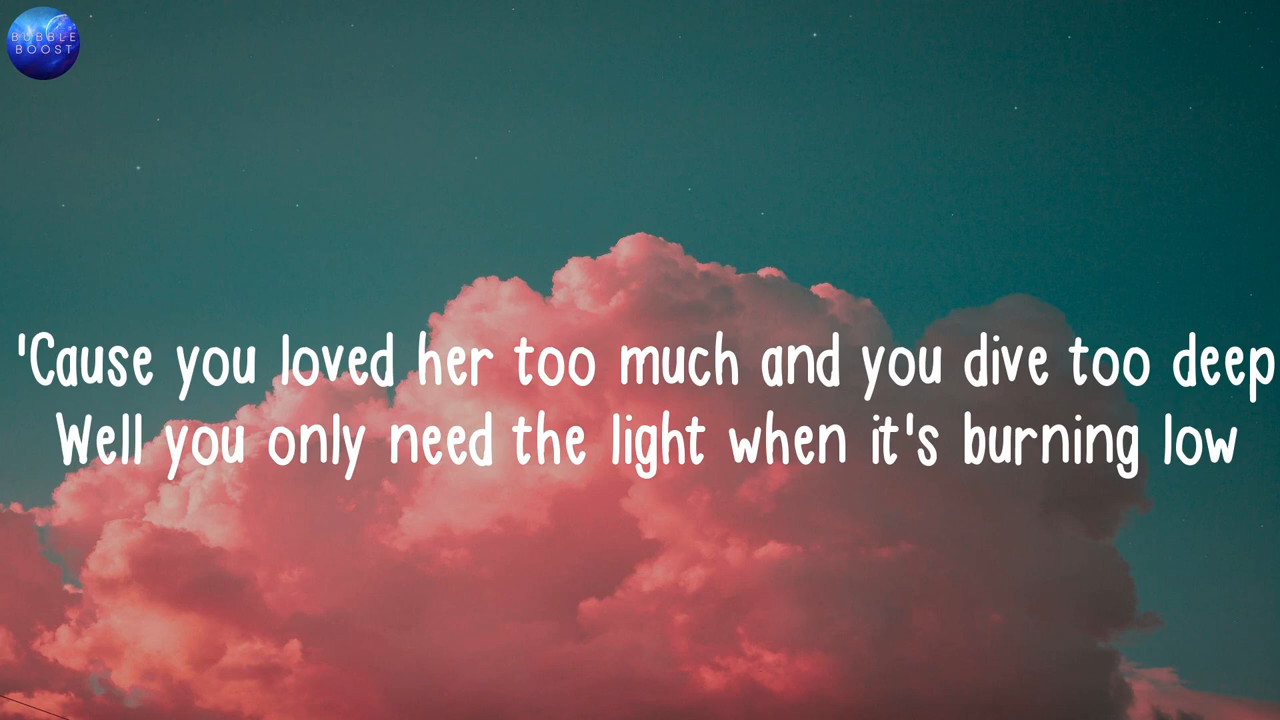 BUBBLE
BOOST
'Cause you loved her too much and you dive too deep
Well you only need the light when it's burning low